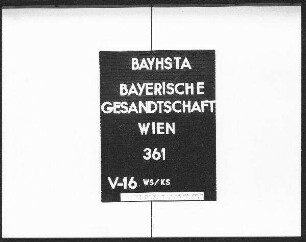 BAYHSTA
BAYERISCHE
GESANDTSCHAFT
WIEN
361
V-16 WS/KS